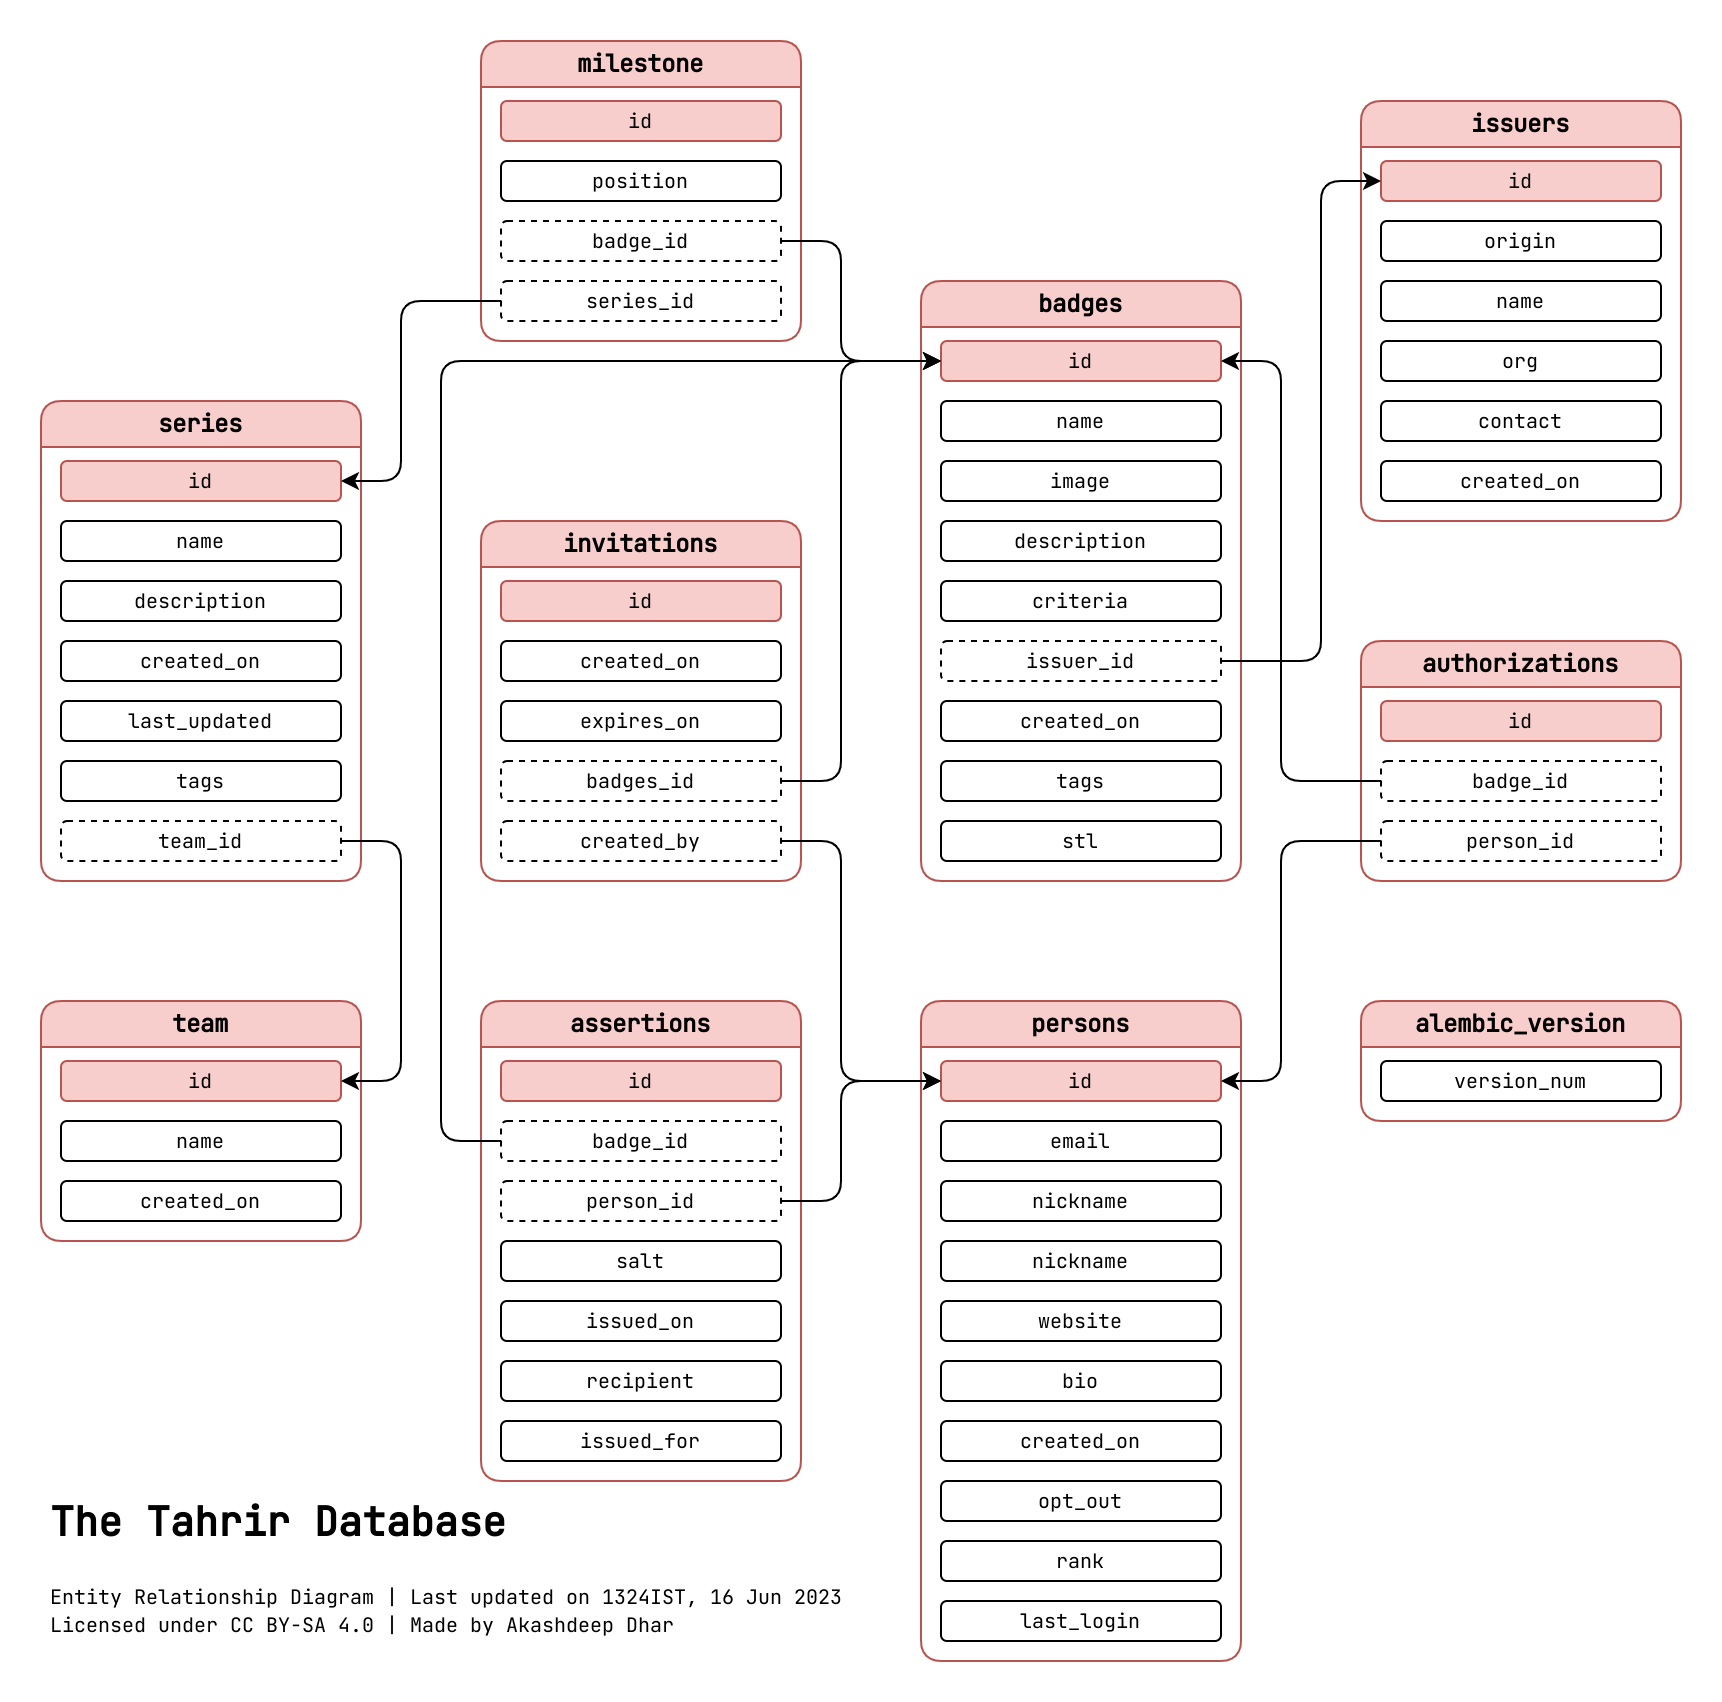 milestone
id
position
badge_id
series_id
issuers
id
origin
name
org
contact
created_on
badges
id
name
image
description
criteria
issuer_id
created_on
tags
stl
series
id
name
description
created_on
last_updated
tags
team_id
invitations
id
created_on
expires_on
badges_id
created_by
authorizations
id
badge_id
person_id
team
id
name
created_on
assertions
id
badge_id
person_id
salt
issued_on
recipient
issued_for
persons
id
email
nickname
nickname
website
bio
created_on
opt_out
rank
last_login
alembic_version
version_num
The Tahrir Database
Entity Relationship Diagram | Last updated on 1324IST, 16 Jun 2023
Licensed under CC BY-SA 4.0 | Made by Akashdeep Dhar